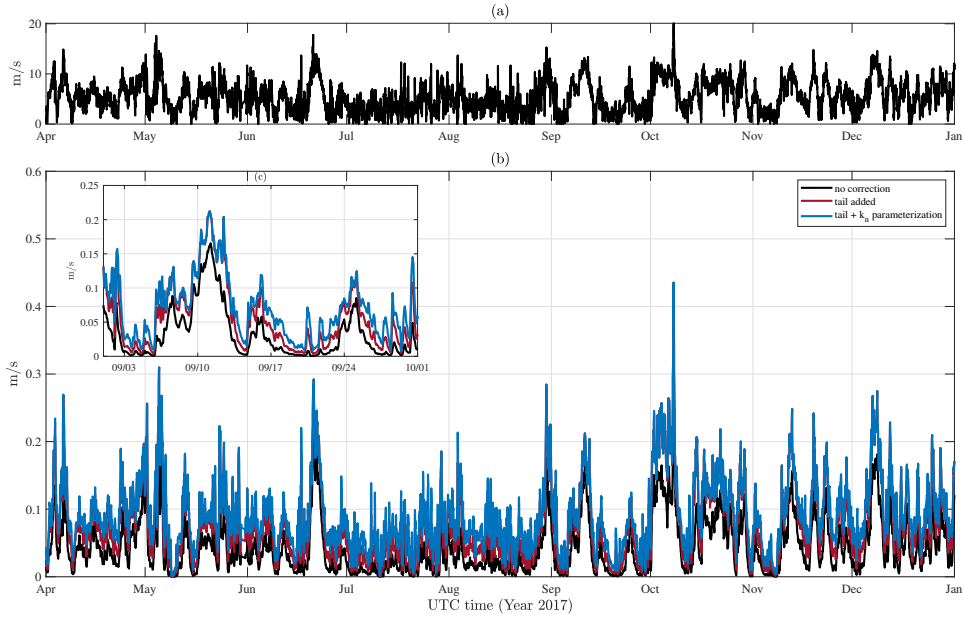 (a)
20
10
0
m/s
Apr May Jun Jul Aug Sep Oct Nov Dec Jan
(b)
0.6
0.5
0.4
0.3
0.2
0.1
0
m/s
(c)
0.25
0.2
0.15
0.1
0.05
0
m/s
09/03 09/10 09/17 09/24 10/01
no correction
tail added
tail + kn parameterization
Apr May Jun Jul Aug Sep Oct Nov Dec Jan
UTC time (Year 2017)